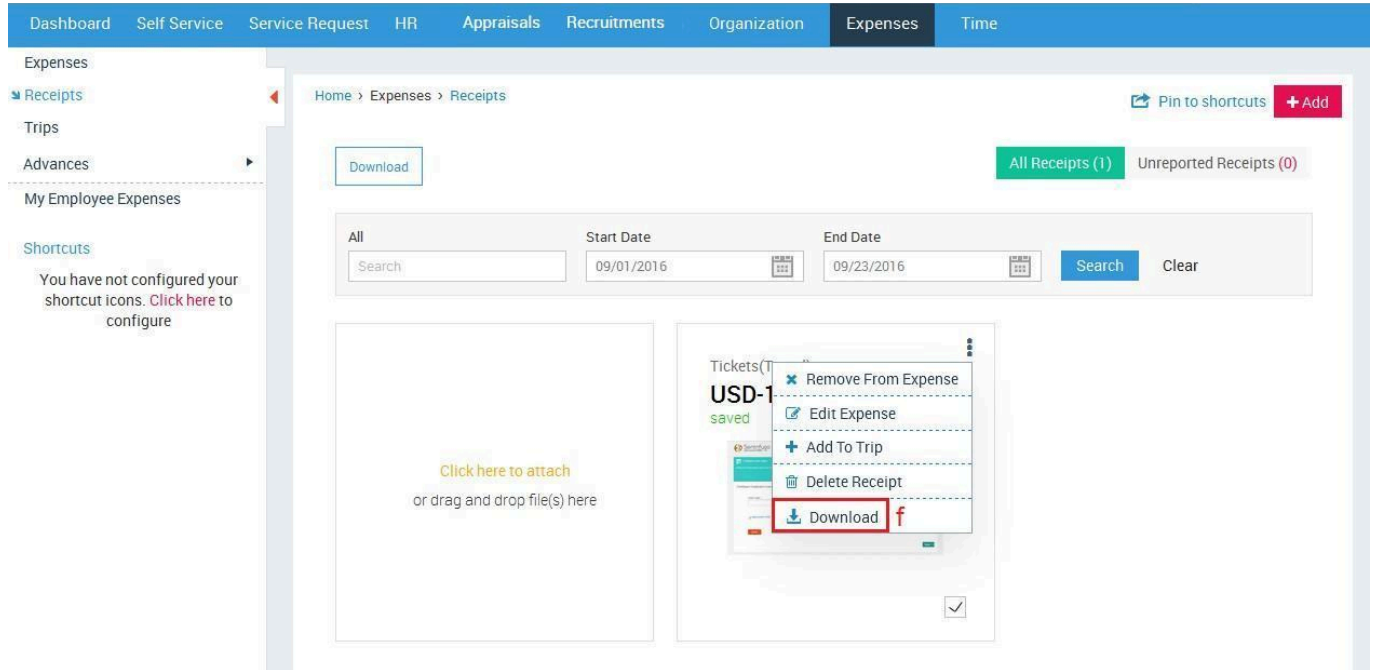 Dashboard Self Service Service Request HR Appraisals Recruitments Organization Expenses Time
Expenses
Receipts
Trips
Advances
My Employee Expenses
Shortcuts
You have not configured your
shortcut icons. Click here to
configure
Home › Expenses › Receipts
Pin to shortcuts
+ Add
Download
All Receipts (1)
Unreported Receipts (0)
All
Search
Start Date
09/01/2016
End Date
09/23/2016
Search
Clear
Click here to attach
or drag and drop file(s) here
USD-1
saved
Remove From Expense
Edit Expense
Add To Trip
Delete Receipt
Download
f